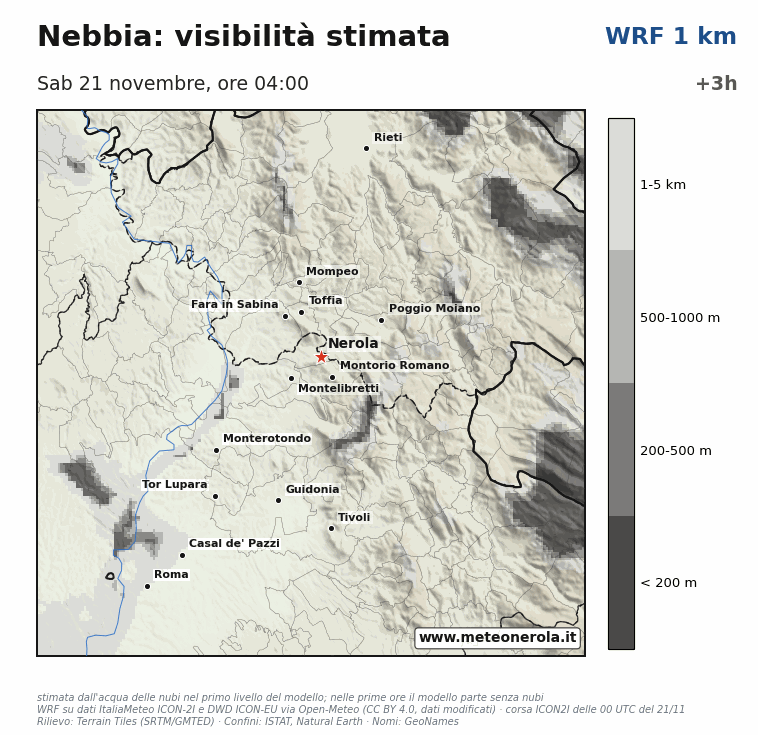 Nebbia: visibilità stimata
WRF 1 km
Sab 21 novembre, ore 04:00
+3h
Rieti
1-5 km
Mompeo
Toffia
Fara in Sabina
Poggio Moiano
500-1000 m
Nerola
Montorio Romano
Montelibretti
Monterotondo
200-500 m
Tor Lupara
Guidonia
Tivoli
Casal de' Pazzi
Roma
< 200 m
www.meteonerola.it
stimata dall'acqua delle nubi nel primo livello del modello; nelle prime ore il modello parte senza nubi
WRF su dati ItaliaMeteo ICON-2I e DWD ICON-EU via Open-Meteo (CC BY 4.0, dati modificati) · corsa ICON2I delle 00 UTC del 21/11
Rilievo: Terrain Tiles (SRTM/GMTED) · Confini: ISTAT, Natural Earth · Nomi: GeoNames